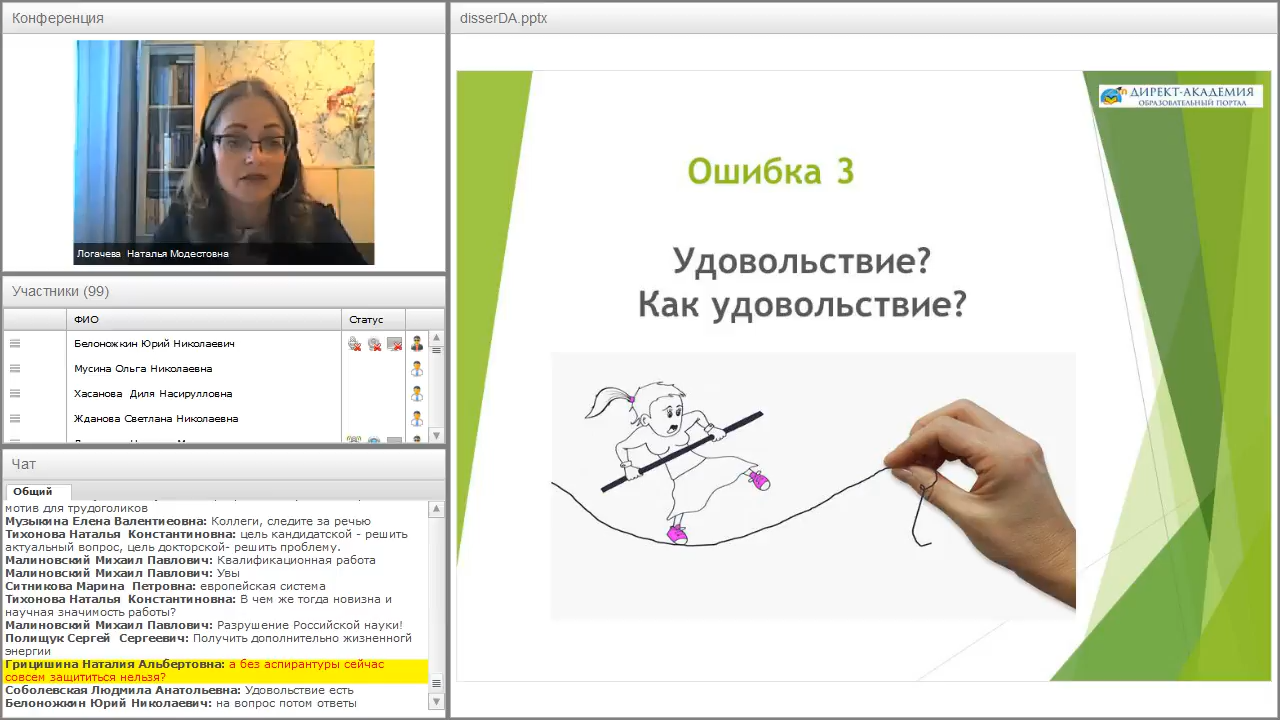 Конференция
Логачева Наталья Модестовна
Участники (99)
ФИО
Статус
Белоножкин Юрий Николаевич
Мусина Ольга Николаевна
Хасанова Диля Насирулловна
Жданова Светлана Николаевна
Чат
Общий
мотив для трудоголиков
Музыкина Елена Валентиеовна: Коллеги, следите за речью
Тихонова Наталья Константиновна: цель кандидатской - решить
актуальный вопрос, цель докторской- решить проблему.
Малиновский Михаил Павлович: Квалификационная работа
Малиновский Михаил Павлович: Увы
Ситникова Марина Петровна: европейская система
Тихонова Наталья Константиновна: В чем же тогда новизна и
научная значимость работы?
Малиновский Михаил Павлович: Разрушение Российской науки!
Полищук Сергей Сергеевич: Получить дополнительно жизненногй
энергии
Грицишина Наталия Альбертовна: а без аспирантуры сейчас
совсем защититься нельзя?
Соболевская Людмила Анатольевна: Удовольствие есть
Белоножкин Юрий Николаевич: на вопрос потом ответы
disserDA.pptx
ДИРЕКТ-АКАДЕМИЯ
ОБРАЗОВАТЕЛЬНЫЙ ПОРТАЛ
Ошибка 3
Удовольствие?
Как удовольствие?